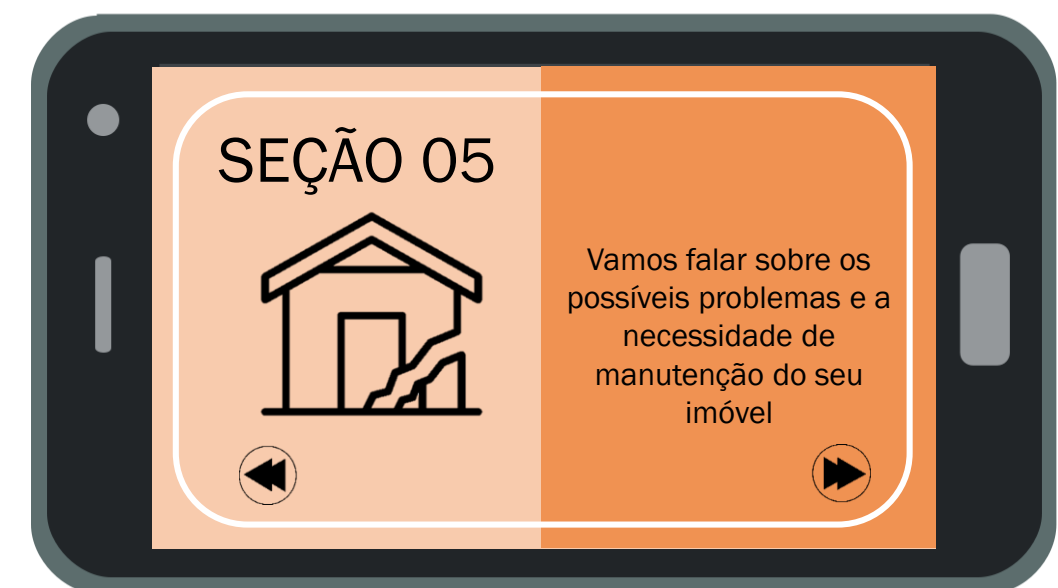 SEÇÃO 05
Vamos falar sobre os
possíveis problemas e a
necessidade de
manutenção do seu
imóvel